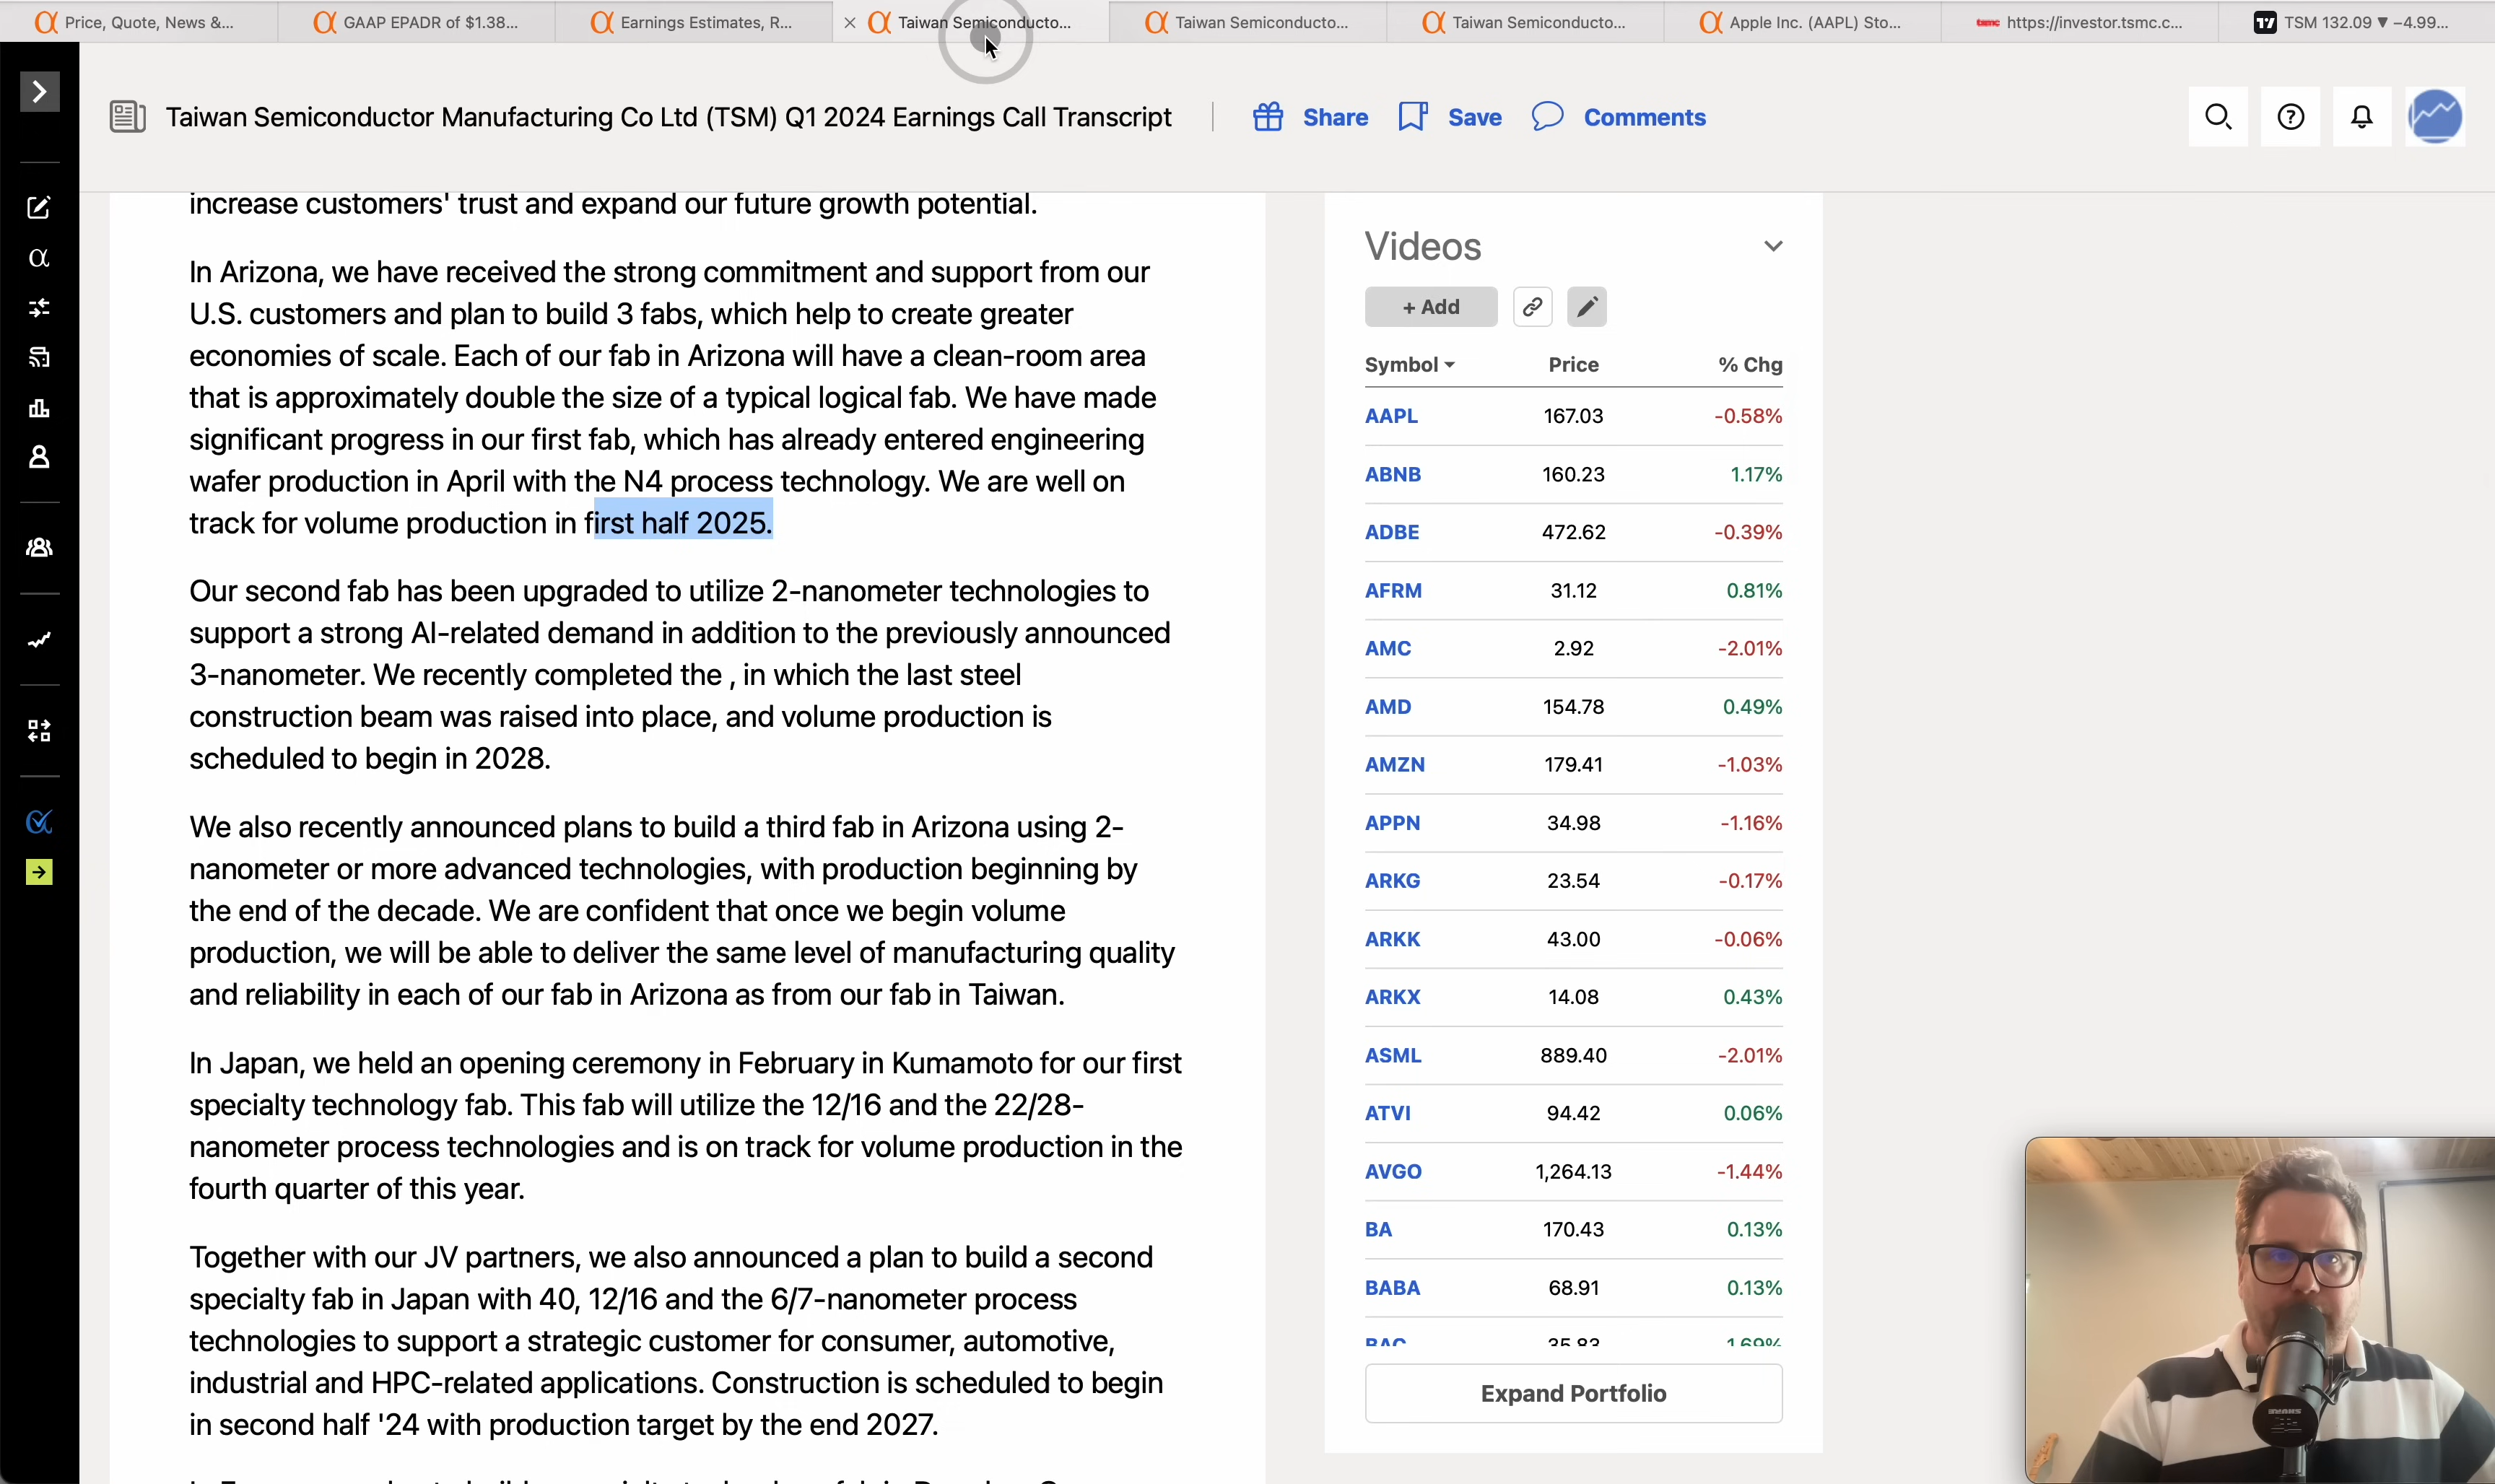 Price, Quote, News &...
GAAP EPADR of $1.38...
Earnings Estimates, R...
Taiwan Semiconducto...
Taiwan Semiconducto...
Taiwan Semiconducto...
Apple Inc. (AAPL) Sto...
tsmc https://investor.tsmc.c...
TSM 132.09 ▼ −4.99...
Taiwan Semiconductor Manufacturing Co Ltd (TSM) Q1 2024 Earnings Call Transcript
Share
Save
Comments
increase customers' trust and expand our future growth potential.
In Arizona, we have received the strong commitment and support from our
U.S. customers and plan to build 3 fabs, which help to create greater
economies of scale. Each of our fab in Arizona will have a clean-room area
that is approximately double the size of a typical logical fab. We have made
significant progress in our first fab, which has already entered engineering
wafer production in April with the N4 process technology. We are well on
track for volume production in first half 2025.
Our second fab has been upgraded to utilize 2-nanometer technologies to
support a strong AI-related demand in addition to the previously announced
3-nanometer. We recently completed the , in which the last steel
construction beam was raised into place, and volume production is
scheduled to begin in 2028.
We also recently announced plans to build a third fab in Arizona using 2-
nanometer or more advanced technologies, with production beginning by
the end of the decade. We are confident that once we begin volume
production, we will be able to deliver the same level of manufacturing quality
and reliability in each of our fab in Arizona as from our fab in Taiwan.
In Japan, we held an opening ceremony in February in Kumamoto for our first
specialty technology fab. This fab will utilize the 12/16 and the 22/28-
nanometer process technologies and is on track for volume production in the
fourth quarter of this year.
Together with our JV partners, we also announced a plan to build a second
specialty fab in Japan with 40, 12/16 and the 6/7-nanometer process
technologies to support a strategic customer for consumer, automotive,
industrial and HPC-related applications. Construction is scheduled to begin
in second half '24 with production target by the end 2027.
Videos
+ Add
Symbol Price % Chg
AAPL 167.03 -0.58%
ABNB 160.23 1.17%
ADBE 472.62 -0.39%
AFRM 31.12 0.81%
AMC 2.92 -2.01%
AMD 154.78 0.49%
AMZN 179.41 -1.03%
APPN 34.98 -1.16%
ARKG 23.54 -0.17%
ARKK 43.00 -0.06%
ARKX 14.08 0.43%
ASML 889.40 -2.01%
ATVI 94.42 0.06%
AVGO 1,264.13 -1.44%
BA 170.43 0.13%
BABA 68.91 0.13%
BAC 35.83 1.69%
Expand Portfolio